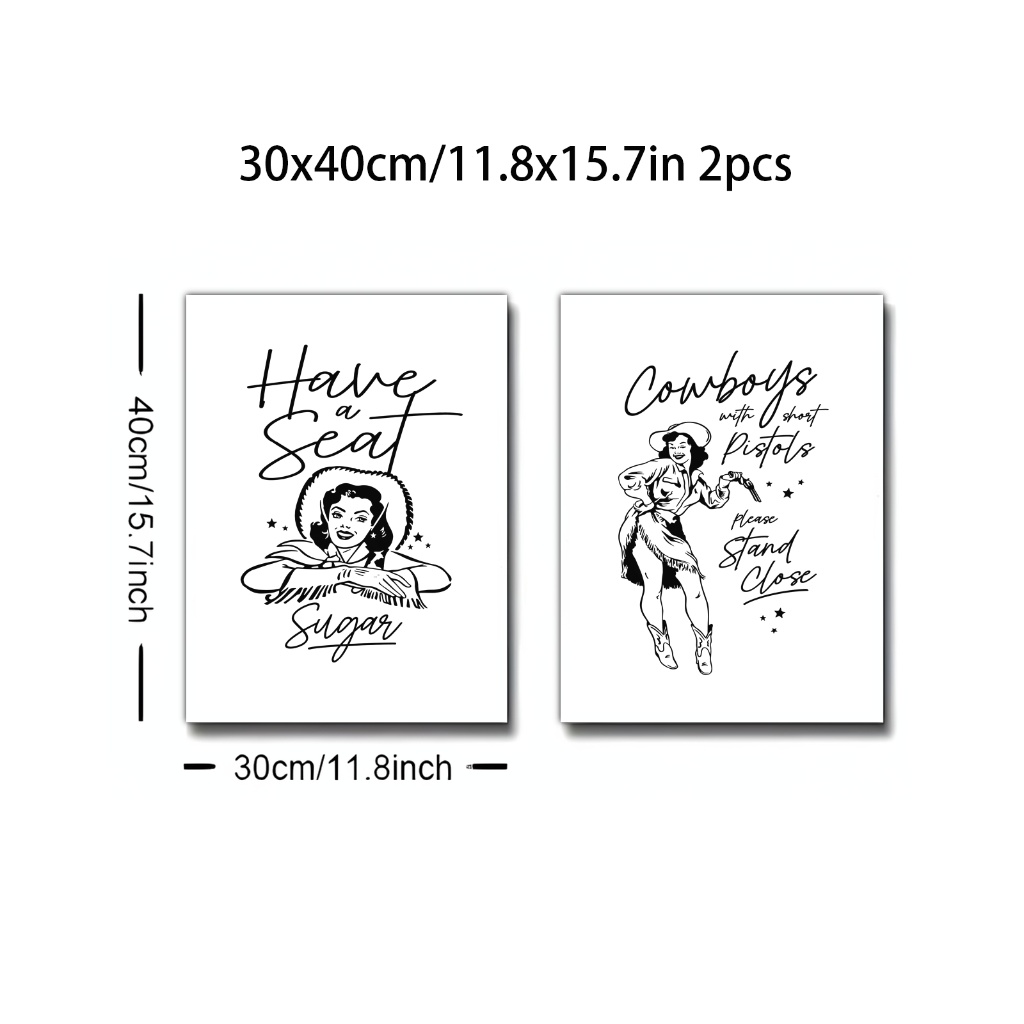 30x40cm/11.8x15.7in 2pcs
40cm/15.7inch
Have
a
Seat
Sugar
Cowboys
with short
Pistols
Please
Stand
Close
30cm/11.8inch